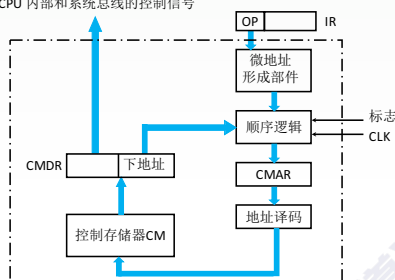 CPU 内部和系统总线的控制信号
OP IR
微地址
形成部件
顺序逻辑
标志
CLK
CMDR 下地址
CMAR
地址译码
控制存储器CM